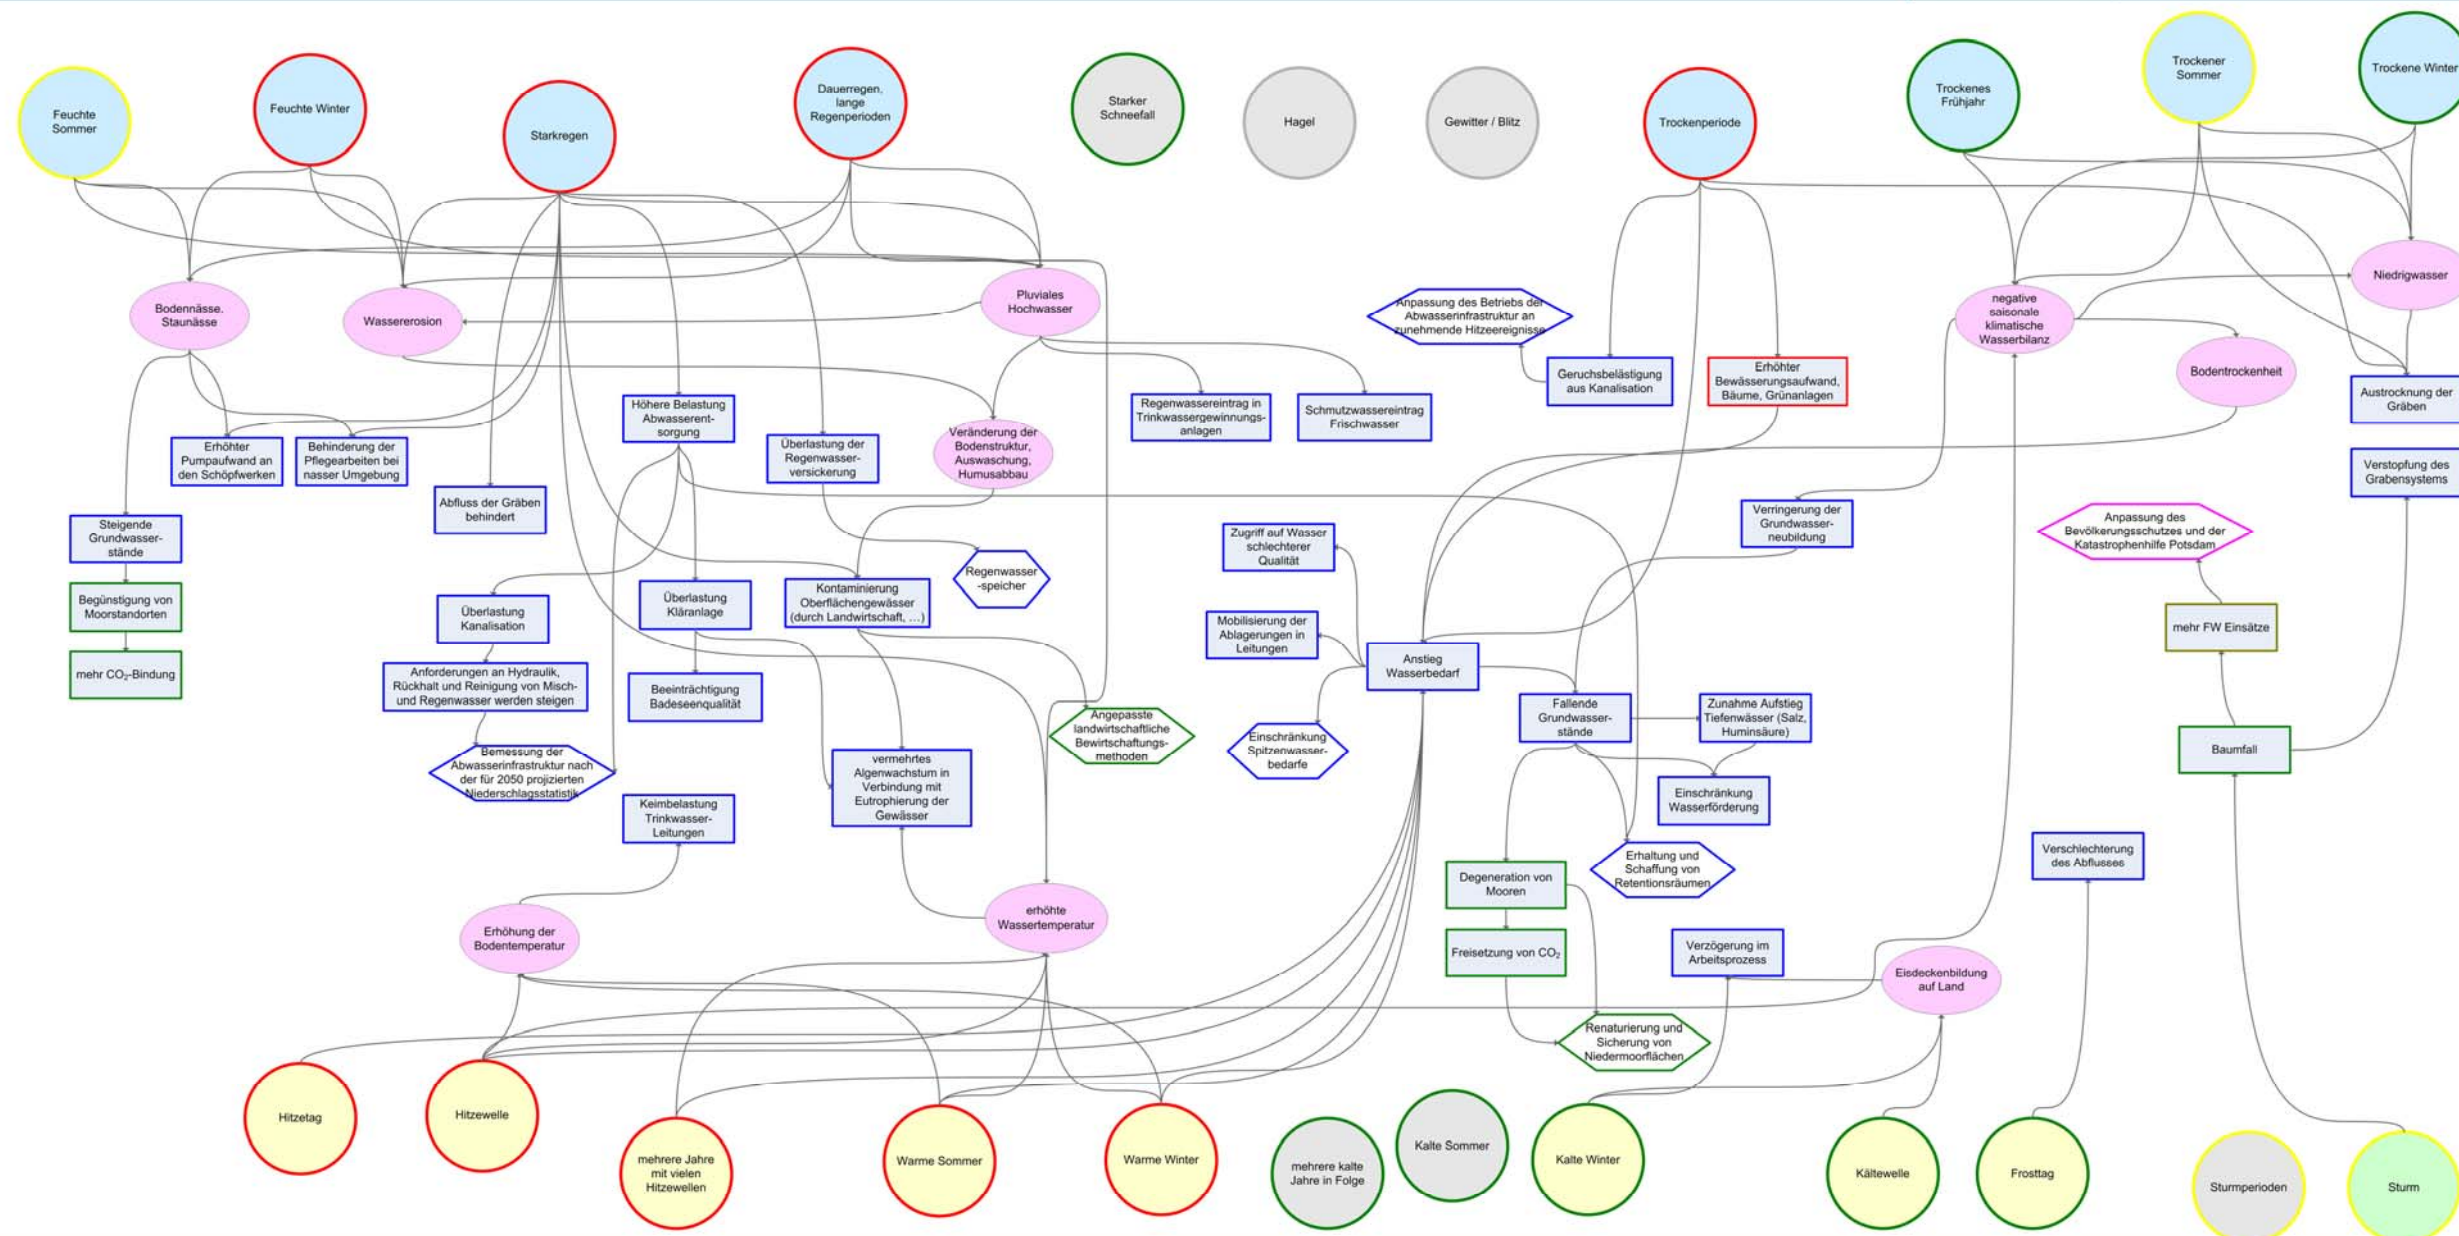 Feuchte
Sommer
Feuchte Winter
Starkregen
Dauerregen,
lange
Regenperioden
Starker
Schneefall
Hagel
Gewitter / Blitz
Trockenperiode
Trockenes
Frühjahr
Trockener
Sommer
Trockene Winter
Bodennässe.
Staunässe
Wassererosion
Pluviales
Hochwasser
Anpassung des Betriebs der
Abwasserinfrastruktur an
zunehmende Hitzeereignisse
Geruchsbelästigung
aus Kanalisation
Erhöhter
Bewässerungsaufwand,
Bäume, Grünanlagen
negative
saisonale
klimatische
Wasserbilanz
Niedrigwasser
Bodentrockenheit
Austrocknung der
Gräben
Höhere Belastung
Abwasserent-
sorgung
Regenwassereintrag in
Trinkwassergewinnungs-
anlagen
Schmutzwassereintrag
Frischwasser
Erhöhter
Pumpaufwand an
den Schöpfwerken
Behinderung der
Pflegearbeiten bei
nasser Umgebung
Überlastung der
Regenwasser-
versickerung
Veränderung der
Bodenstruktur,
Auswaschung,
Humusabbau
Verstopfung des
Grabensystems
Abfluss der Gräben
behindert
Steigende
Grundwasser-
stände
Zugriff auf Wasser
schlechterer
Qualität
Verringerung der
Grundwasser-
neubildung
Anpassung des
Bevölkerungsschutzes und der
Katastrophenhilfe Potsdam
Begünstigung von
Moorstandorten
Überlastung
Kanalisation
Überlastung
Kläranlage
Kontaminierung
Oberflächengewässer
(durch Landwirtschaft, ...)
Regenwasser
-speicher
Mobilisierung der
Ablagerungen in
Leitungen
mehr FW Einsätze
mehr CO₂-Bindung
Anforderungen an Hydraulik,
Rückhalt und Reinigung von Misch-
und Regenwasser werden steigen
Beeinträchtigung
Badeseenqualität
Anstieg
Wasserbedarf
Fallende
Grundwasser-
stände
Zunahme Aufstieg
Tiefenwässer (Salz,
Huminsäure)
Angepasste
landwirtschaftliche
Bewirtschaftungs-
methoden
Einschränkung
Spitzenwasser-
bedarfe
Baumfall
Bemessung der
Abwasserinfrastruktur nach
der für 2050 projizierten
Niederschlagsstatistik
vermehrtes
Algenwachstum in
Verbindung mit
Eutrophierung der
Gewässer
Einschränkung
Wasserförderung
Keimbelastung
Trinkwasser-
Leitungen
Erhaltung und
Schaffung von
Retentionsräumen
Verschlechterung
des Abflusses
Degeneration von
Mooren
Erhöhung der
Bodentemperatur
erhöhte
Wassertemperatur
Freisetzung von CO₂
Verzögerung im
Arbeitsprozess
Eisdeckenbildung
auf Land
Renaturierung und
Sicherung von
Niedermoorflächen
Hitzetag
Hitzewelle
mehrere Jahre
mit vielen
Hitzewellen
Warme Sommer
Warme Winter
mehrere kalte
Jahre in Folge
Kalte Sommer
Kalte Winter
Kältewelle
Frosttag
Sturmperioden
Sturm